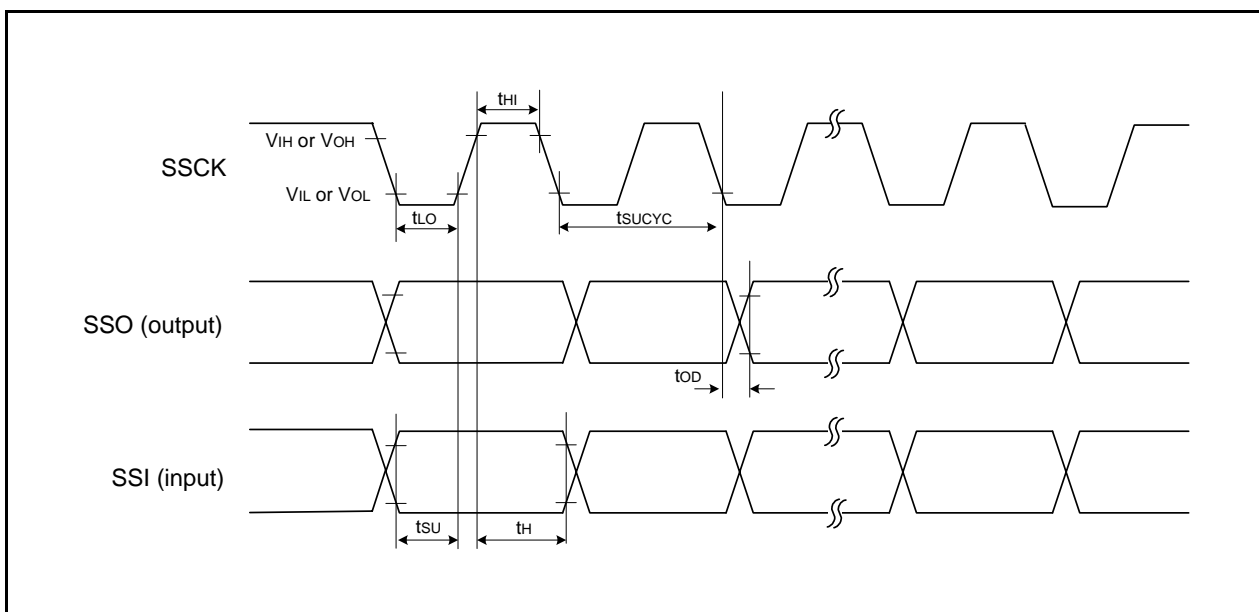 tHI
VIH or VOH
SSCK
VIL or VOL
tLO
tSUCYC
SSO (output)
tOD
SSI (input)
tSU
tH